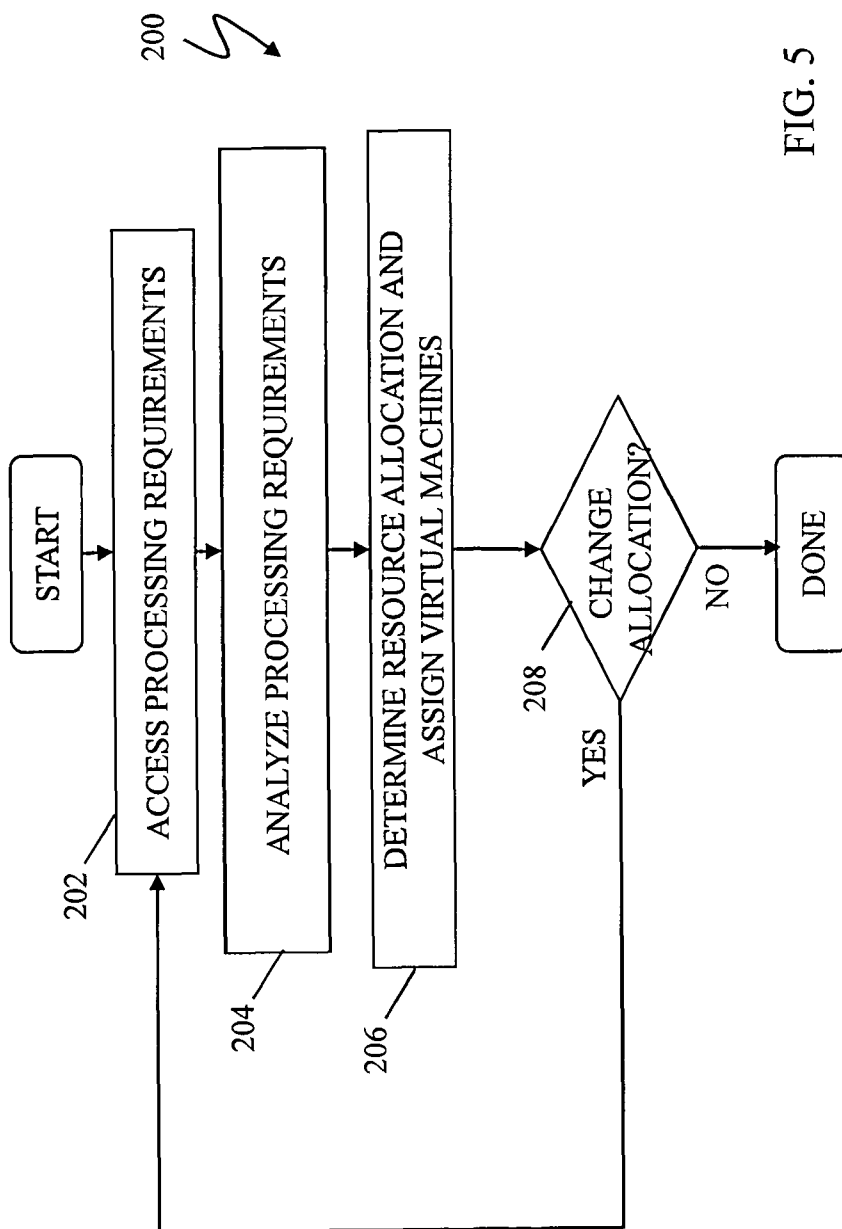 200
START
202
ACCESS PROCESSING REQUIREMENTS
204
ANALYZE PROCESSING REQUIREMENTS
206
DETERMINE RESOURCE ALLOCATION AND
ASSIGN VIRTUAL MACHINES
208
CHANGE
ALLOCATION?
YES
NO
DONE
FIG. 5